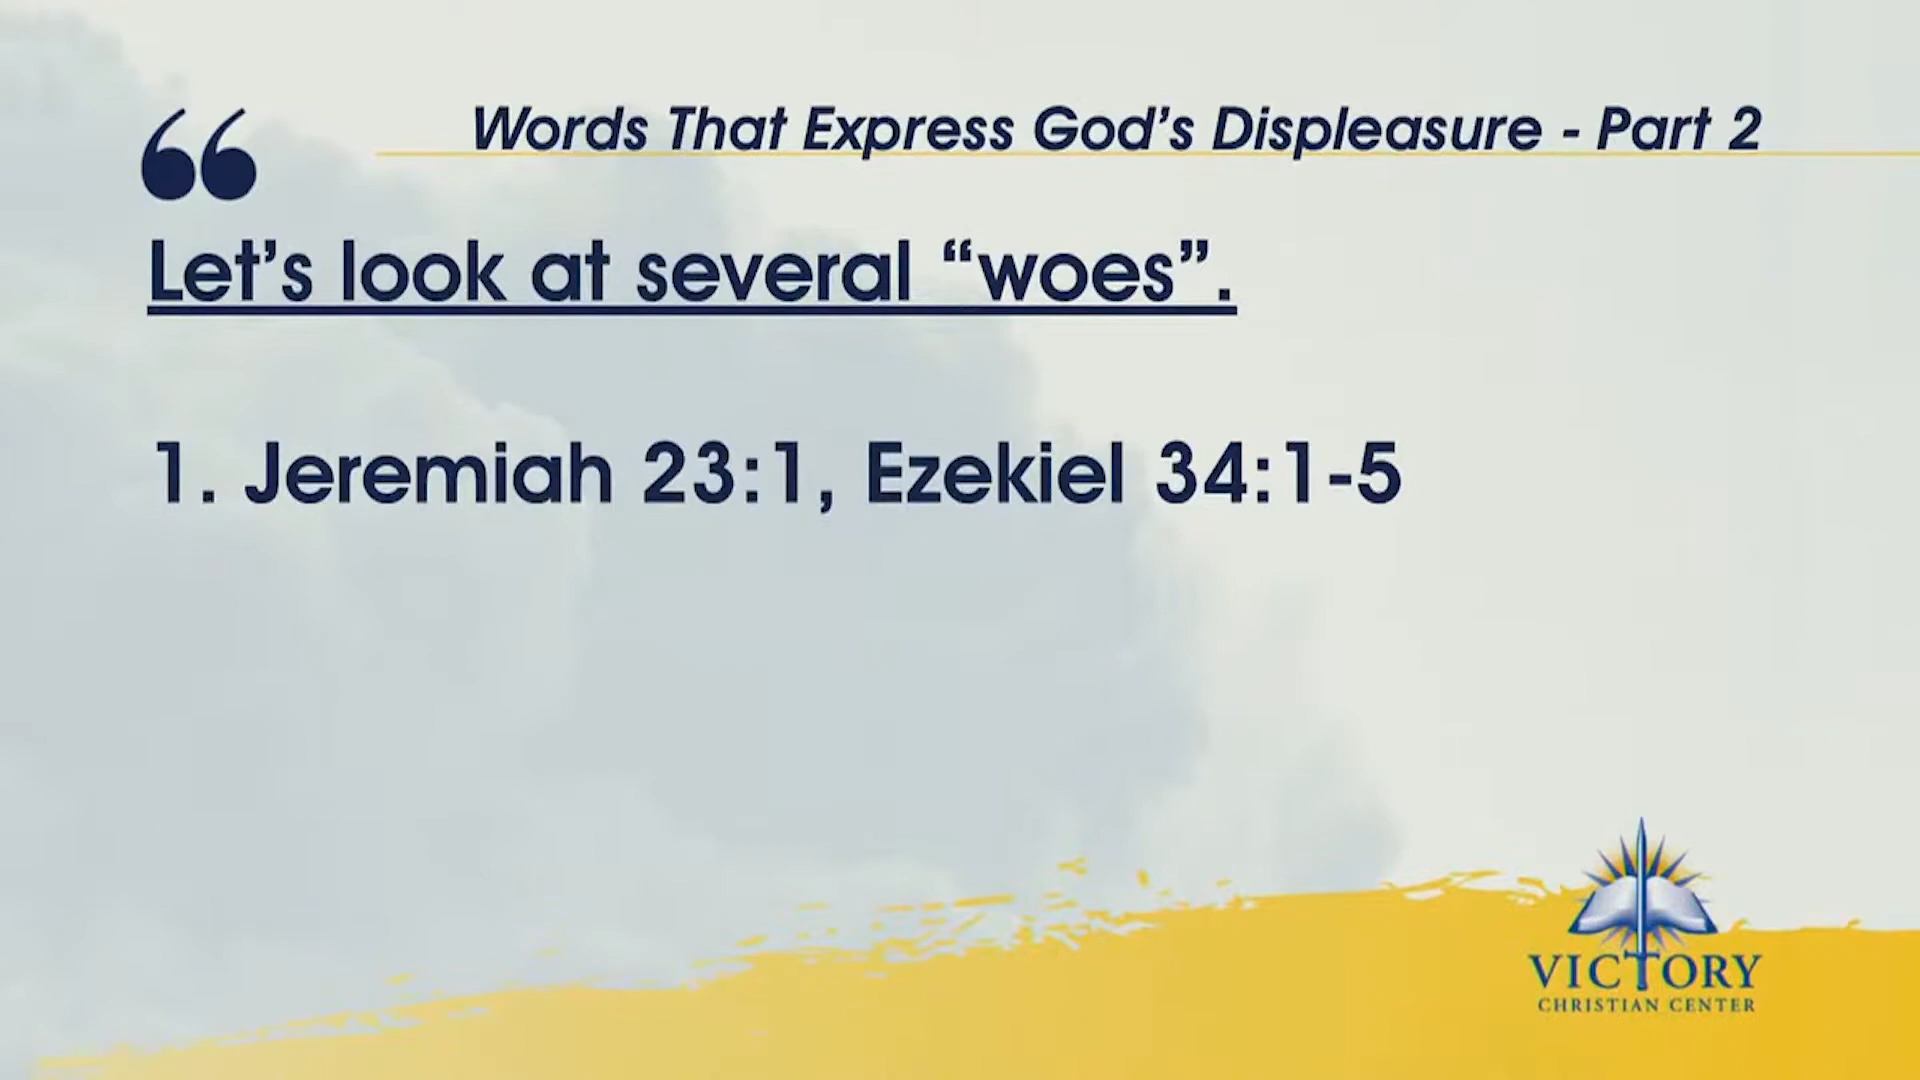 Words That Express God’s Displeasure - Part 2
Let’s look at several “woes”.
1. Jeremiah 23:1, Ezekiel 34:1-5
VICTORY
CHRISTIAN CENTER